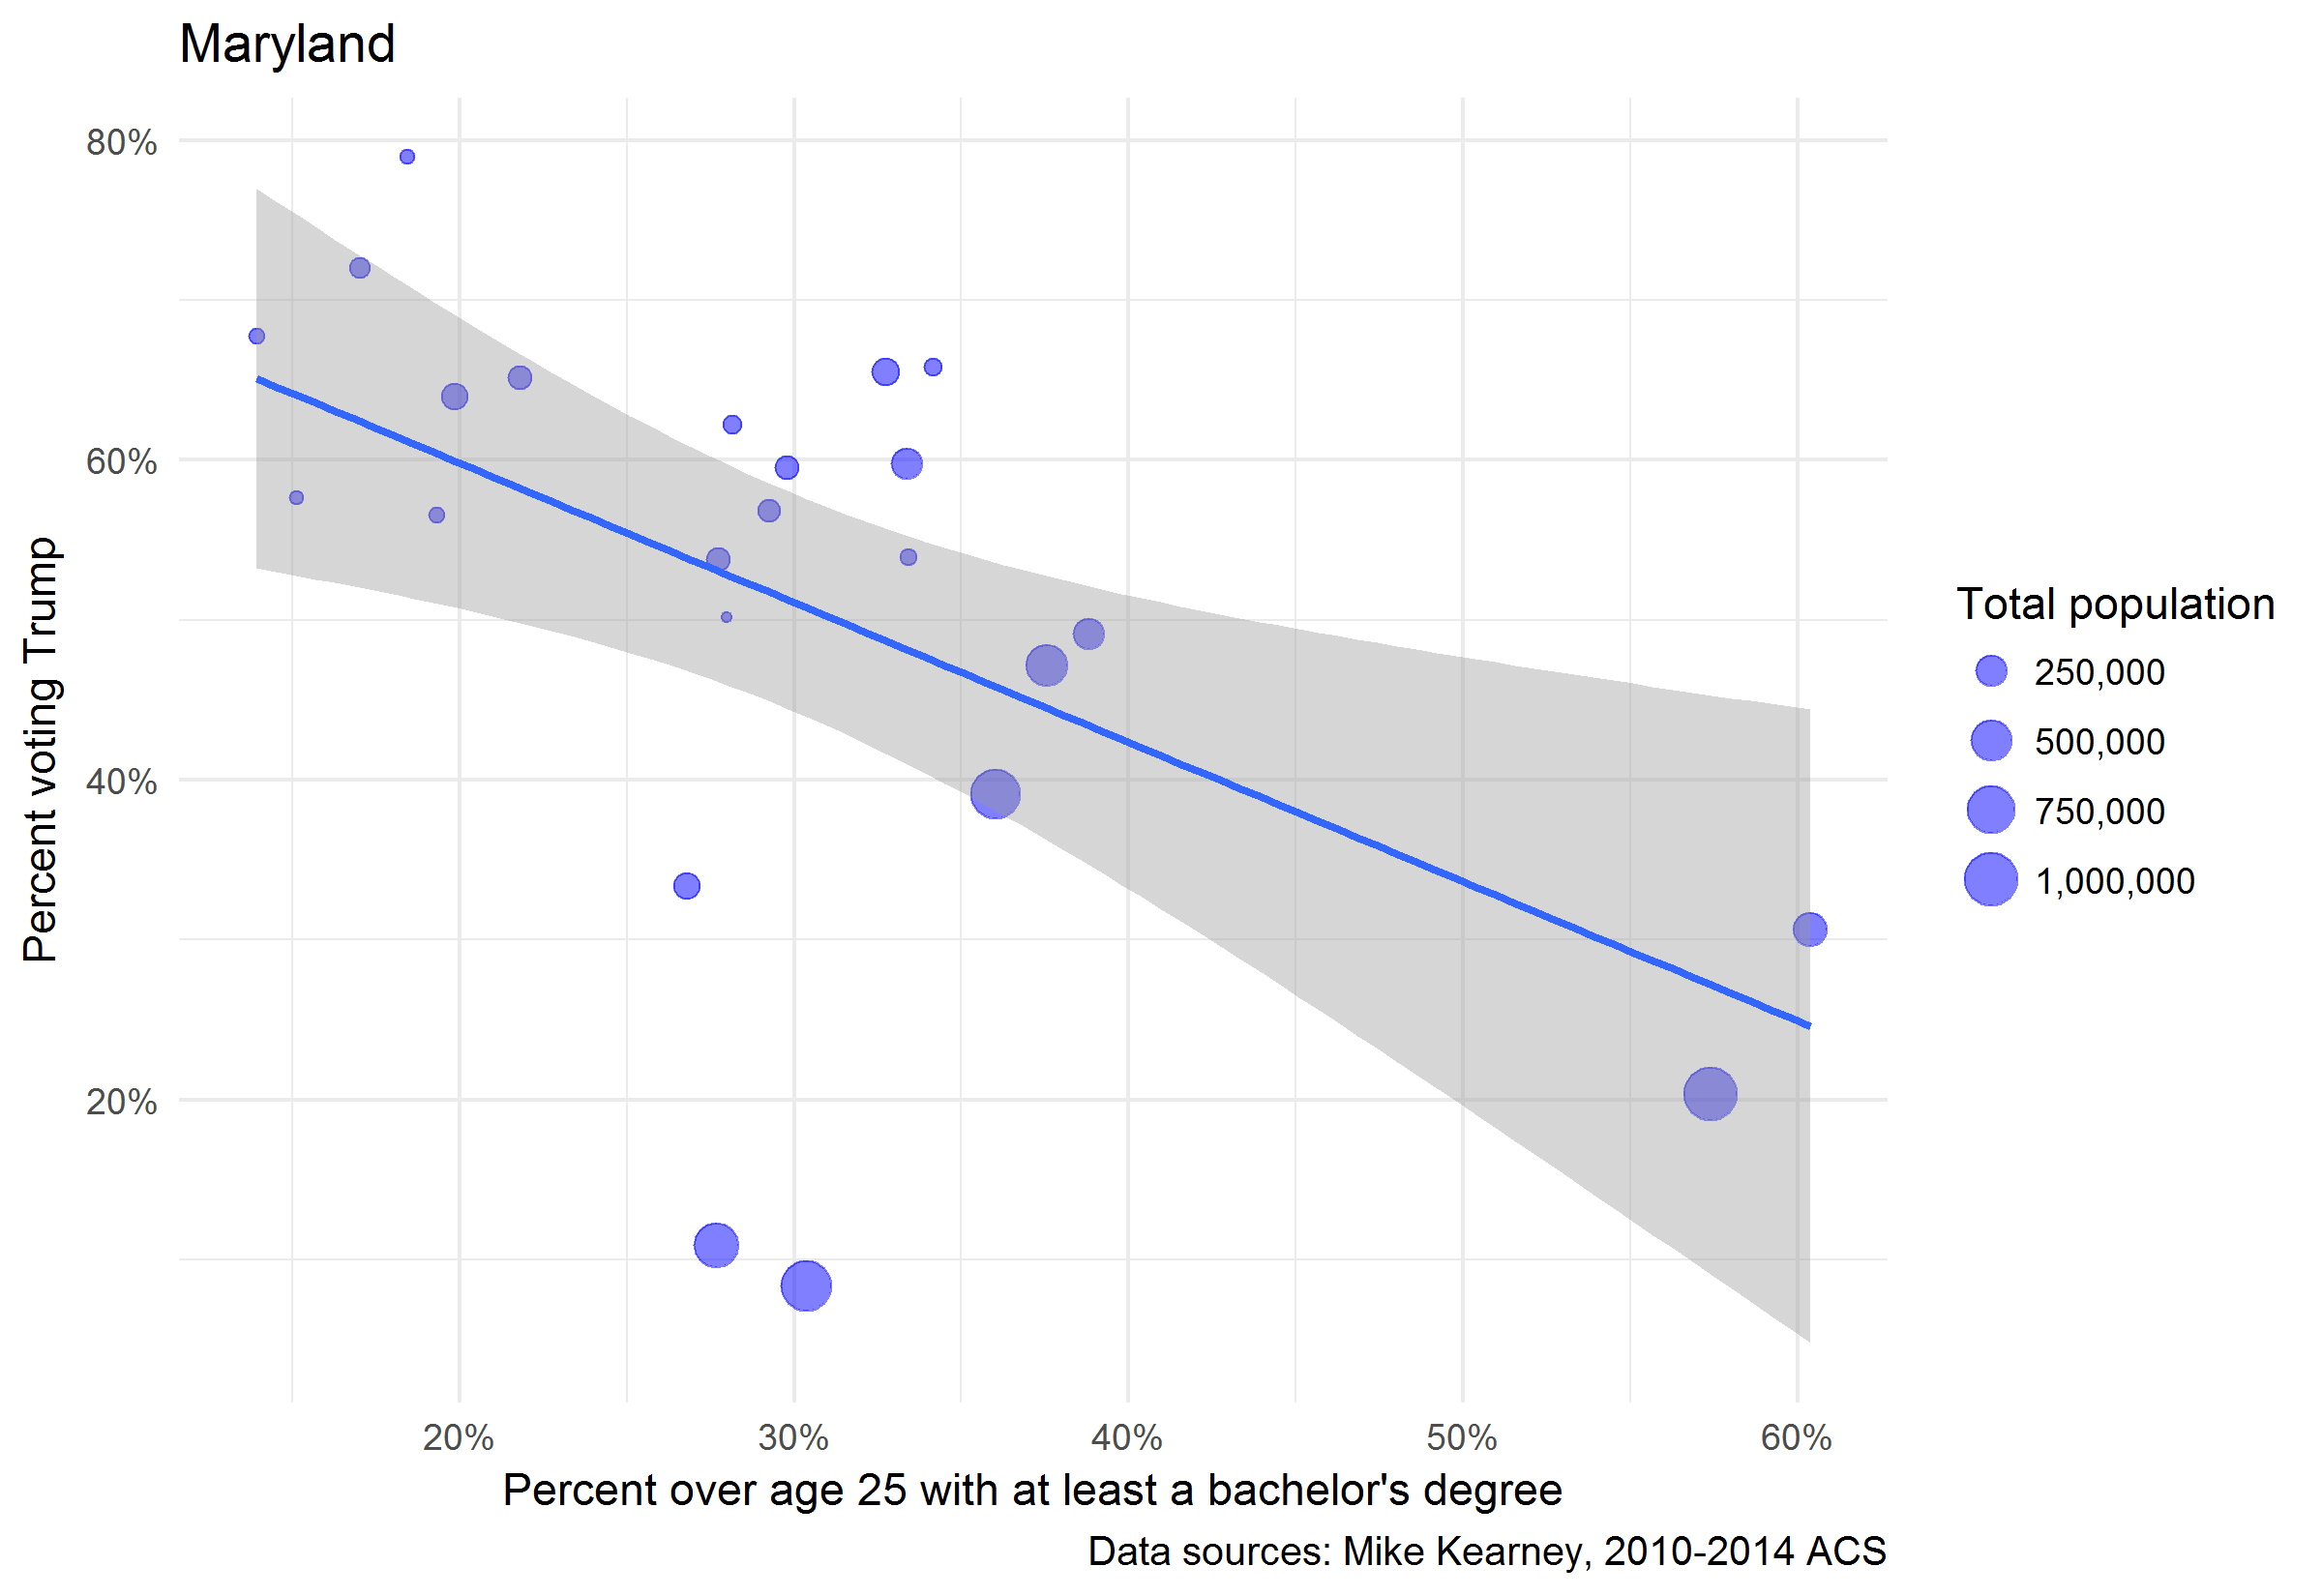 Maryland
80%
60%
40%
20%
Percent voting Trump
20% 30% 40% 50% 60%
Percent over age 25 with at least a bachelor's degree
Data sources: Mike Kearney, 2010-2014 ACS
Total population
250,000
500,000
750,000
1,000,000